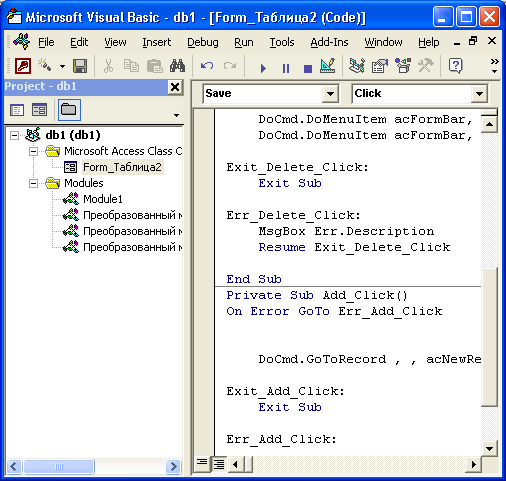 Microsoft Visual Basic - db1 - [Form_Таблица2 (Code)]
File Edit View Insert Debug Run Tools Add-Ins Window Help
Project - db1
db1 (db1)
Microsoft Access Class O
Form_Таблица2
Modules
Module1
Преобразованный м
Преобразованный м
Преобразованный м
Save
Click
DoCmd.DoMenuItem acFormBar,
DoCmd.DoMenuItem acFormBar,
Exit_Delete_Click:
Exit Sub
Err_Delete_Click:
MsgBox Err.Description
Resume Exit_Delete_Click
End Sub
Private Sub Add_Click()
On Error GoTo Err_Add_Click
DoCmd.GoToRecord , , acNewRe
Exit_Add_Click:
Exit Sub
Err_Add_Click: